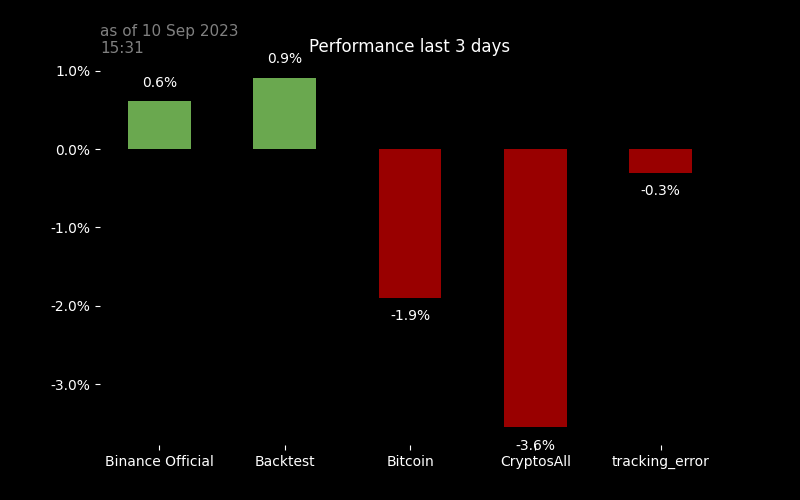 as of 10 Sep 2023
15:31
Performance last 3 days
1.0%
0.0%
-1.0%
-2.0%
-3.0%
0.6%
0.9%
-1.9%
-3.6%
-0.3%
Binance Official
Backtest
Bitcoin
CryptosAll
tracking_error